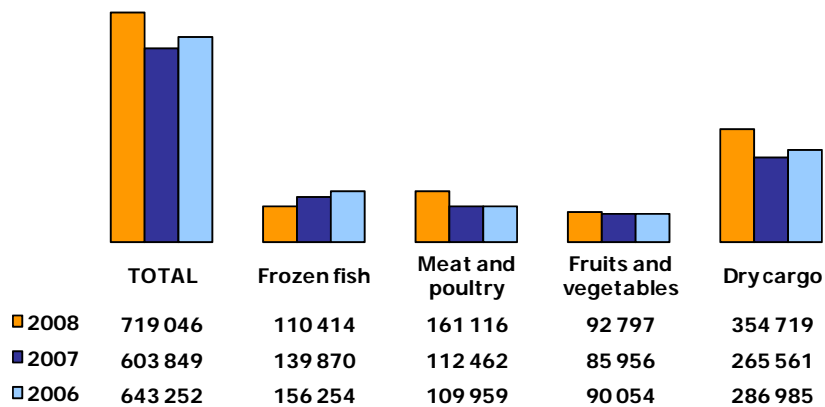 TOTAL Frozen fish Meat and poultry Fruits and vegetables Dry cargo
2008 719 046 110 414 161 116 92 797 354 719
2007 603 849 139 870 112 462 85 956 265 561
2006 643 252 156 254 109 959 90 054 286 985